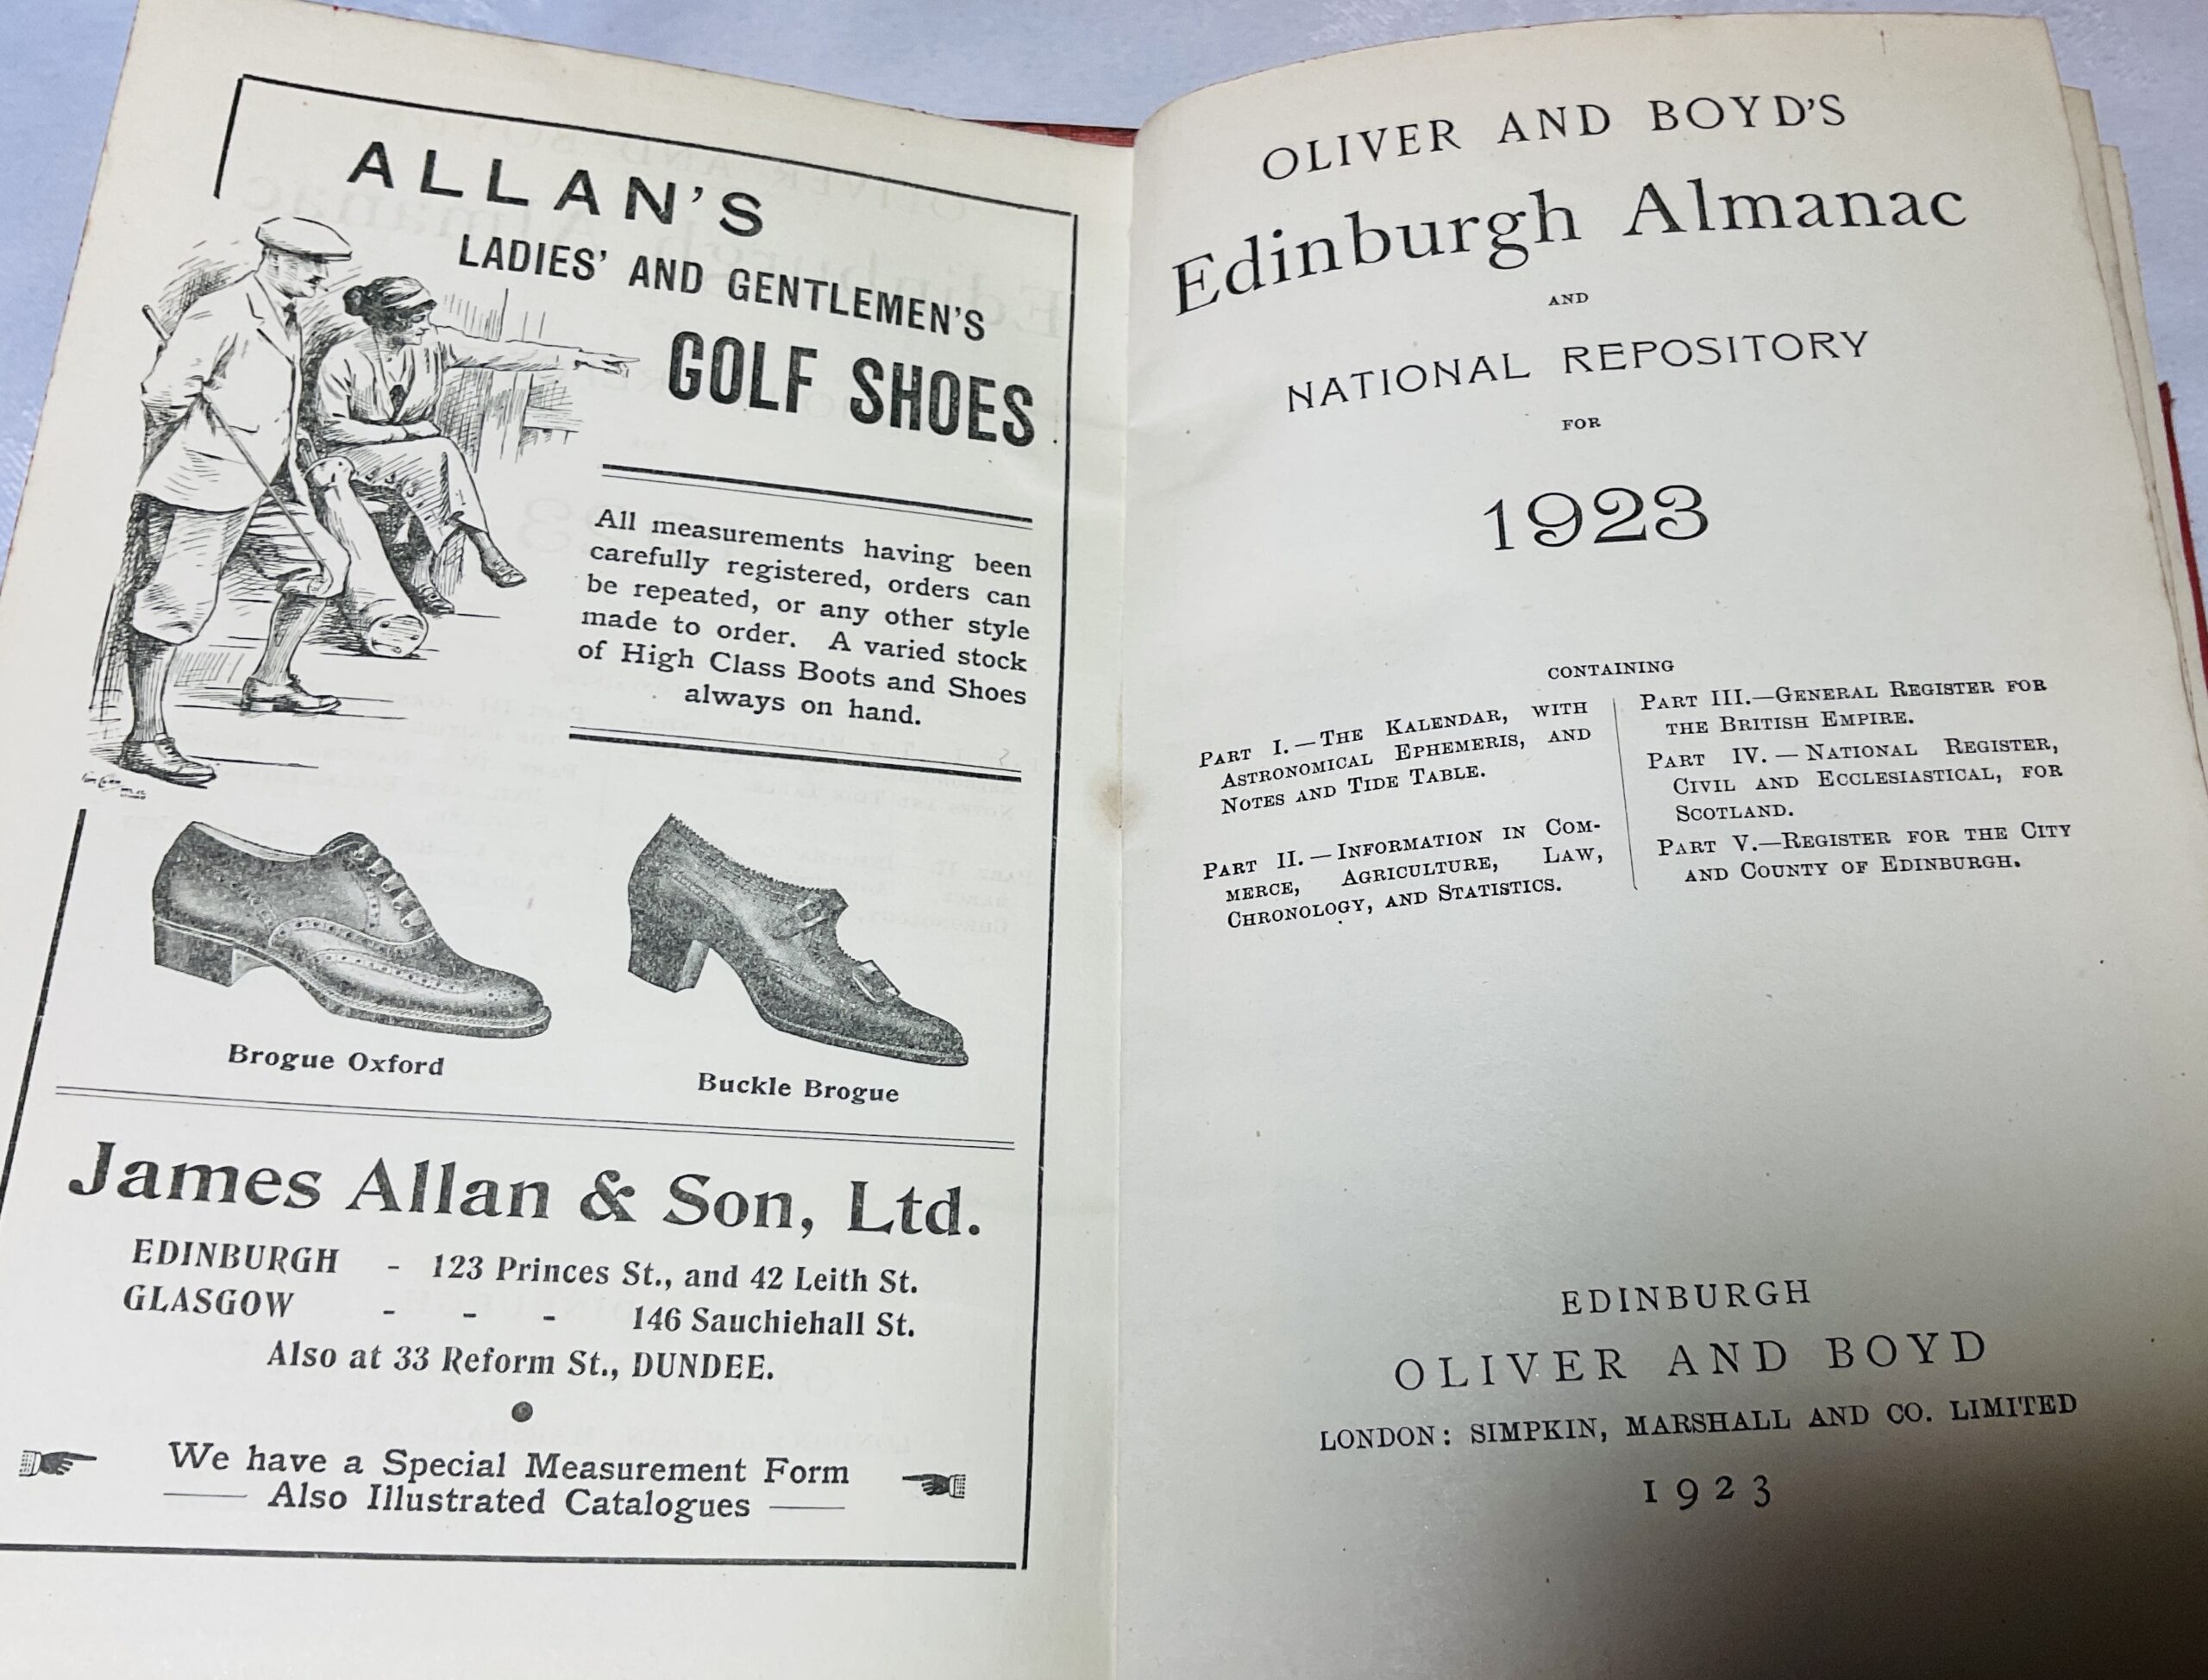 ALLAN'S
LADIES' AND GENTLEMEN'S
GOLF SHOES
All measurements having been
carefully registered, orders can
be repeated, or any other style
made to order. A varied stock
of High Class Boots and Shoes
always on hand.
Brogue Oxford
Buckle Brogue
James Allan & Son, Ltd.
EDINBURGH - 123 Princes St., and 42 Leith St.
GLASGOW - - - 146 Sauchiehall St.
Also at 33 Reform St., DUNDEE.
We have a Special Measurement Form
Also Illustrated Catalogues
OLIVER AND BOYD'S
Edinburgh Almanac
AND
NATIONAL REPOSITORY
FOR
1923
CONTAINING
PART I.—THE KALENDAR, WITH
ASTRONOMICAL EPHEMERIS, AND
NOTES AND TIDE TABLE.
PART II.—INFORMATION IN COM-
MERCE, AGRICULTURE, LAW,
CHRONOLOGY, AND STATISTICS.
PART III.—GENERAL REGISTER FOR
THE BRITISH EMPIRE.
PART IV.—NATIONAL REGISTER,
CIVIL AND ECCLESIASTICAL, FOR
SCOTLAND.
PART V.—REGISTER FOR THE CITY
AND COUNTY OF EDINBURGH.
EDINBURGH
OLIVER AND BOYD
LONDON: SIMPKIN, MARSHALL AND CO. LIMITED
1923